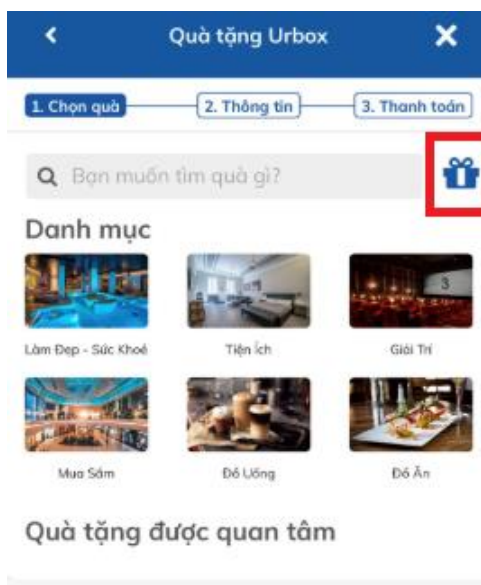 Quà tặng Urbox
1. Chọn quà 2. Thông tin 3. Thanh toán
Bạn muốn tìm quà gì?
Danh mục
3
Làm Đẹp - Sức Khoẻ Tiện Ích Giải Trí
Mua Sắm Đồ Uống Đồ Ăn
Quà tặng được quan tâm